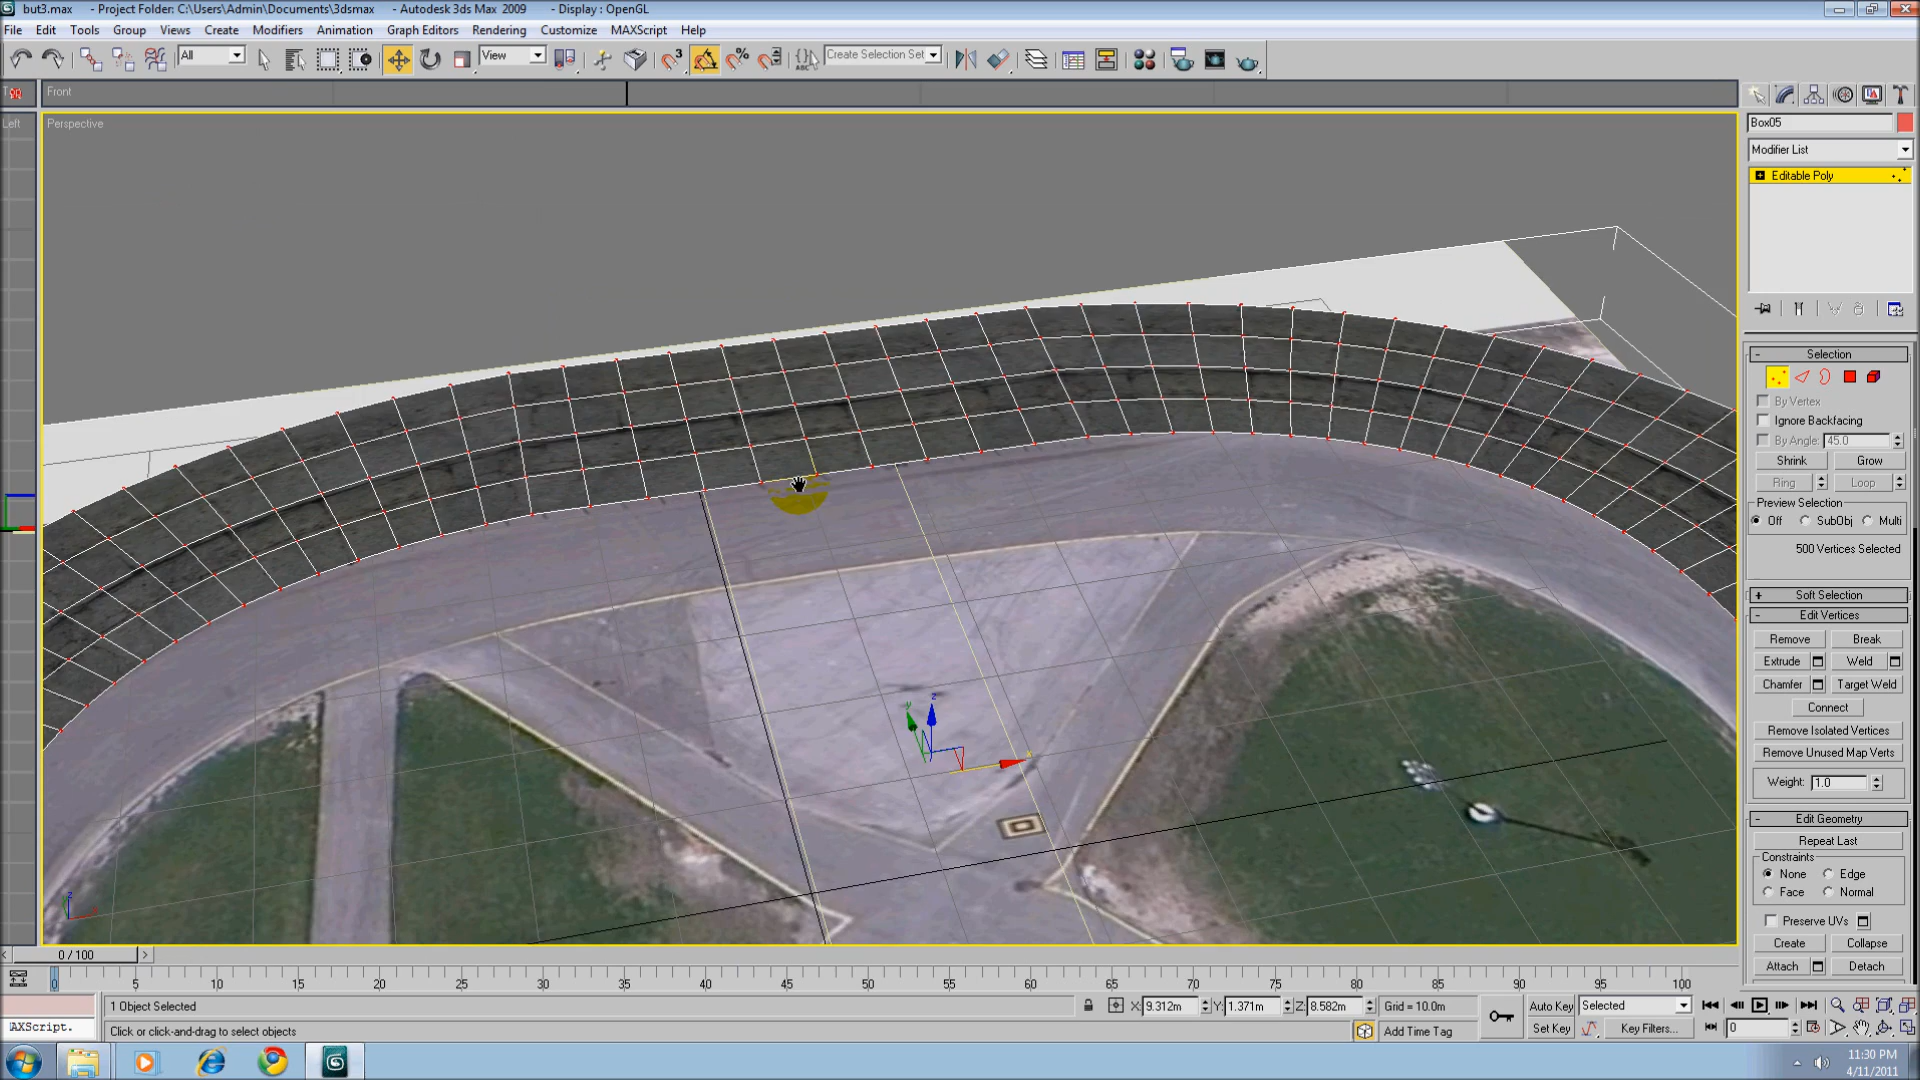 but3.max - Project Folder: C:\Users\Admin\Documents\3dsmax - Autodesk 3ds Max 2009 - Display : OpenGL
File Edit Tools Group Views Create Modifiers Animation Graph Editors Rendering Customize MAXScript Help
All View 3 Create Selection Set
Front
Left
Perspective
Box05
Modifier List
Editable Poly
Selection
By Vertex
Ignore Backfacing
By Angle: 45.0
Shrink Grow
Ring Loop
Preview Selection
Off SubObj Multi
500 Vertices Selected
Soft Selection
Edit Vertices
Remove Break
Extrude Weld
Chamfer Target Weld
Connect
Remove Isolated Vertices
Remove Unused Map Verts
Weight: 1.0
Edit Geometry
Repeat Last
Constraints
None Edge
Face Normal
Preserve UVs
Create Collapse
Attach Detach
z
y
x
z
0 / 100
0 5 10 15 20 25 30 35 40 45 50 55 60 65 70 75 80 85 90 95 100
1 Object Selected X: 9.312m Y: 1.371m Z: 8.582m Grid = 10.0m Auto Key Selected
AXScript. Click or click-and-drag to select objects Add Time Tag Set Key Key Filters... 0
11:30 PM
4/11/2011